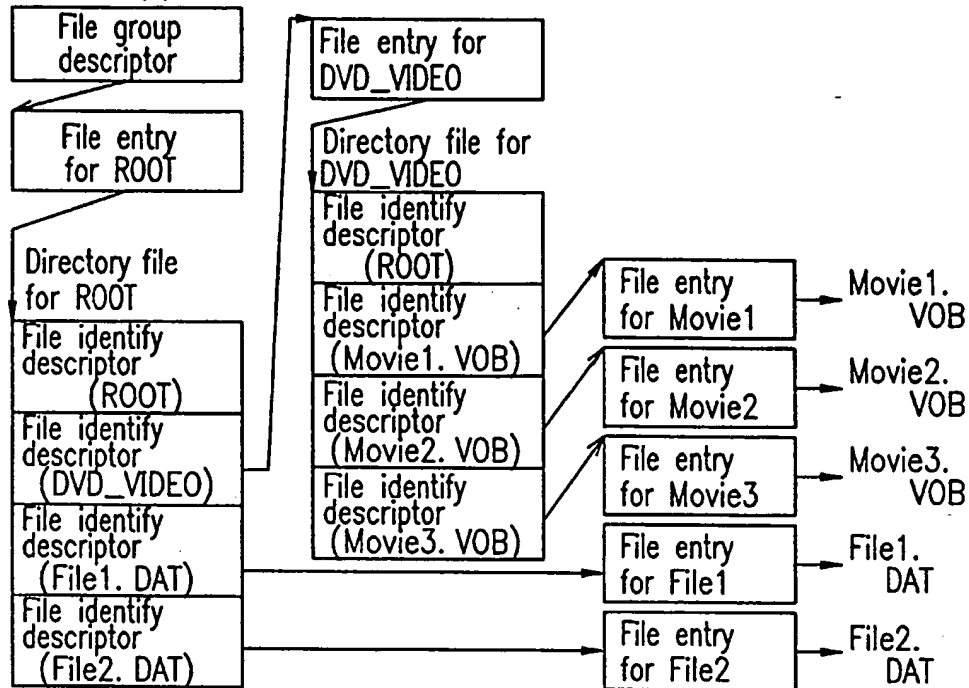 File group
descriptor
File entry
for ROOT
Directory file
for ROOT
File identify
descriptor
(ROOT)
File identify
descriptor
(DVD_VIDEO)
File identify
descriptor
(File1. DAT)
File identify
descriptor
(File2. DAT)
File entry for
DVD_VIDEO
Directory file for
DVD_VIDEO
File identify
descriptor
(ROOT)
File identify
descriptor
(Movie1. VOB)
File identify
descriptor
(Movie2. VOB)
File identify
descriptor
(Movie3. VOB)
File entry
for Movie1
Movie1.
VOB
File entry
for Movie2
Movie2.
VOB
File entry
for Movie3
Movie3.
VOB
File entry
for File1
File1.
DAT
File entry
for File2
File2.
DAT